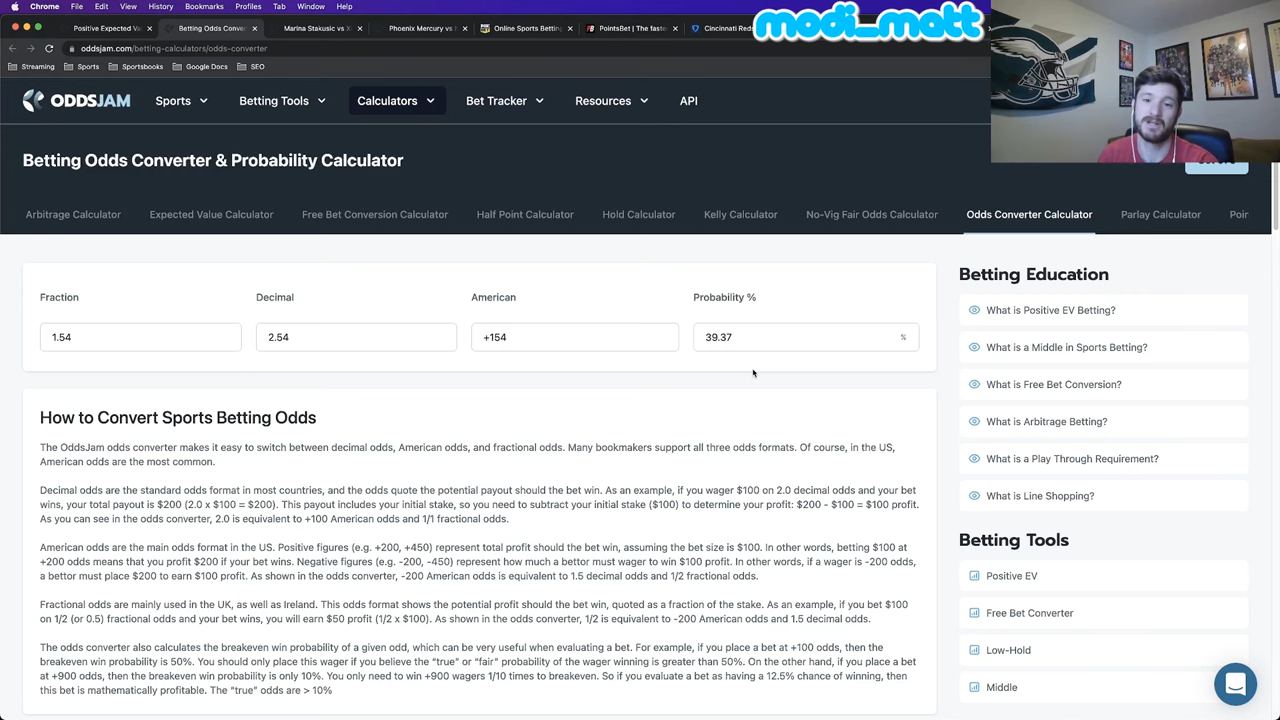 Chrome File Edit View History Bookmarks Profiles Tab Window Help
modi_matt
Positive Expected Va
Betting Odds Conver
Marina Stakusic vs X
Phoenix Mercury vs
Online Sports Betting
PointsBet | The faste
Cincinnati Reds
oddsjam.com/betting-calculators/odds-converter
Streaming Sports Sportsbooks Google Docs SEO
ODDSJAM Sports Betting Tools Calculators Bet Tracker Resources API
Betting Odds Converter & Probability Calculator
Arbitrage Calculator Expected Value Calculator Free Bet Conversion Calculator Half Point Calculator Hold Calculator Kelly Calculator No-Vig Fair Odds Calculator Odds Converter Calculator Parlay Calculator Poin
Fraction Decimal American Probability %
1.54 2.54 +154 39.37 %
How to Convert Sports Betting Odds
The OddsJam odds converter makes it easy to switch between decimal odds, American odds, and fractional odds. Many bookmakers support all three odds formats. Of course, in the US,
American odds are the most common.
Decimal odds are the standard odds format in most countries, and the odds quote the potential payout should the bet win. As an example, if you wager $100 on 2.0 decimal odds and your bet
wins, your total payout is $200 (2.0 x $100 = $200). This payout includes your initial stake, so you need to subtract your initial stake ($100) to determine your profit: $200 - $100 = $100 profit.
As you can see in the odds converter, 2.0 is equivalent to +100 American odds and 1/1 fractional odds.
American odds are the main odds format in the US. Positive figures (e.g. +200, +450) represent total profit should the bet win, assuming the bet size is $100. In other words, betting $100 at
+200 odds means that you profit $200 if your bet wins. Negative figures (e.g. -200, -450) represent how much a bettor must wager to win $100 profit. In other words, if a wager is -200 odds,
a bettor must place $200 to earn $100 profit. As shown in the odds converter, -200 American odds is equivalent to 1.5 decimal odds and 1/2 fractional odds.
Fractional odds are mainly used in the UK, as well as Ireland. This odds format shows the potential profit should the bet win, quoted as a fraction of the stake. As an example, if you bet $100
on 1/2 (or 0.5) fractional odds and your bet wins, you will earn $50 profit (1/2 x $100). As shown in the odds converter, 1/2 is equivalent to -200 American odds and 1.5 decimal odds.
The odds converter also calculates the breakeven win probability of a given odd, which can be very useful when evaluating a bet. For example, if you place a bet at +100 odds, then the
breakeven win probability is 50%. You should only place this wager if you believe the "true" or "fair" probability of the wager winning is greater than 50%. On the other hand, if you place a bet
at +900 odds, then the breakeven win probability is only 10%. You only need to win +900 wagers 1/10 times to breakeven. So if you evaluate a bet as having a 12.5% chance of winning, then
this bet is mathematically profitable. The "true" odds are > 10%
Betting Education
What is Positive EV Betting?
What is a Middle in Sports Betting?
What is Free Bet Conversion?
What is Arbitrage Betting?
What is a Play Through Requirement?
What is Line Shopping?
Betting Tools
Positive EV
Free Bet Converter
Low-Hold
Middle